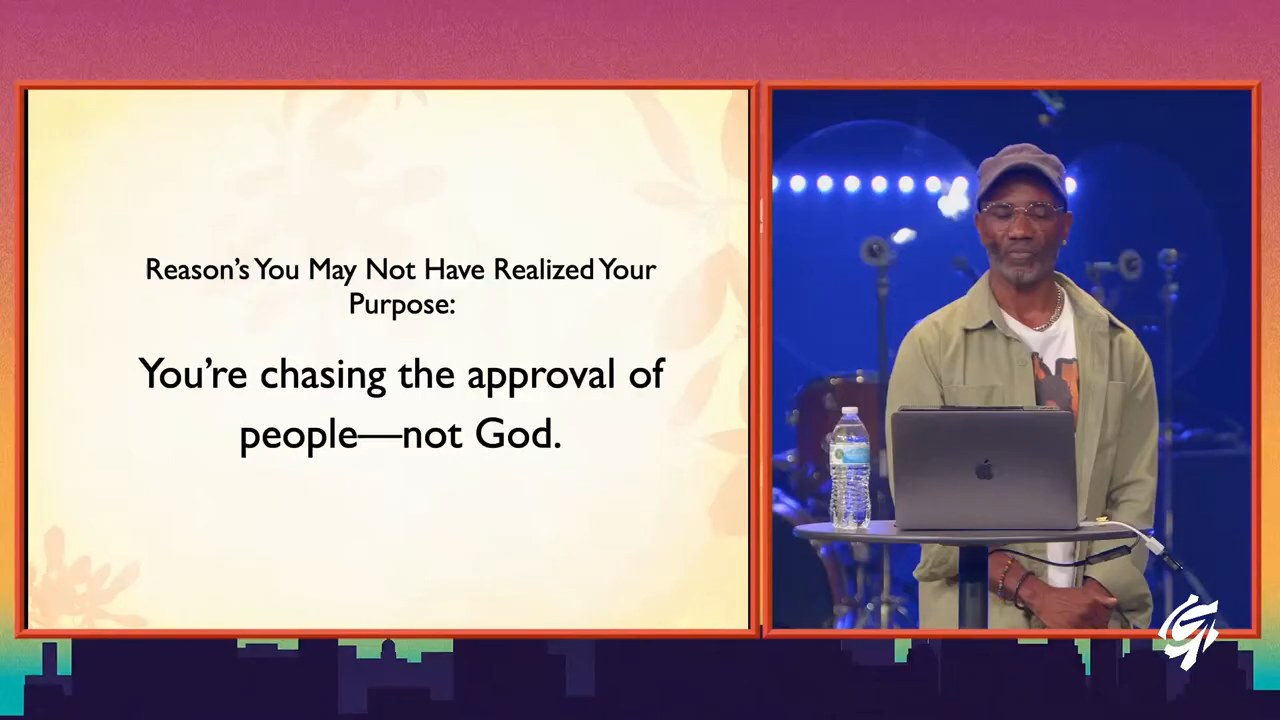 Reason's You May Not Have Realized Your
Purpose:
You're chasing the approval of
people—not God.